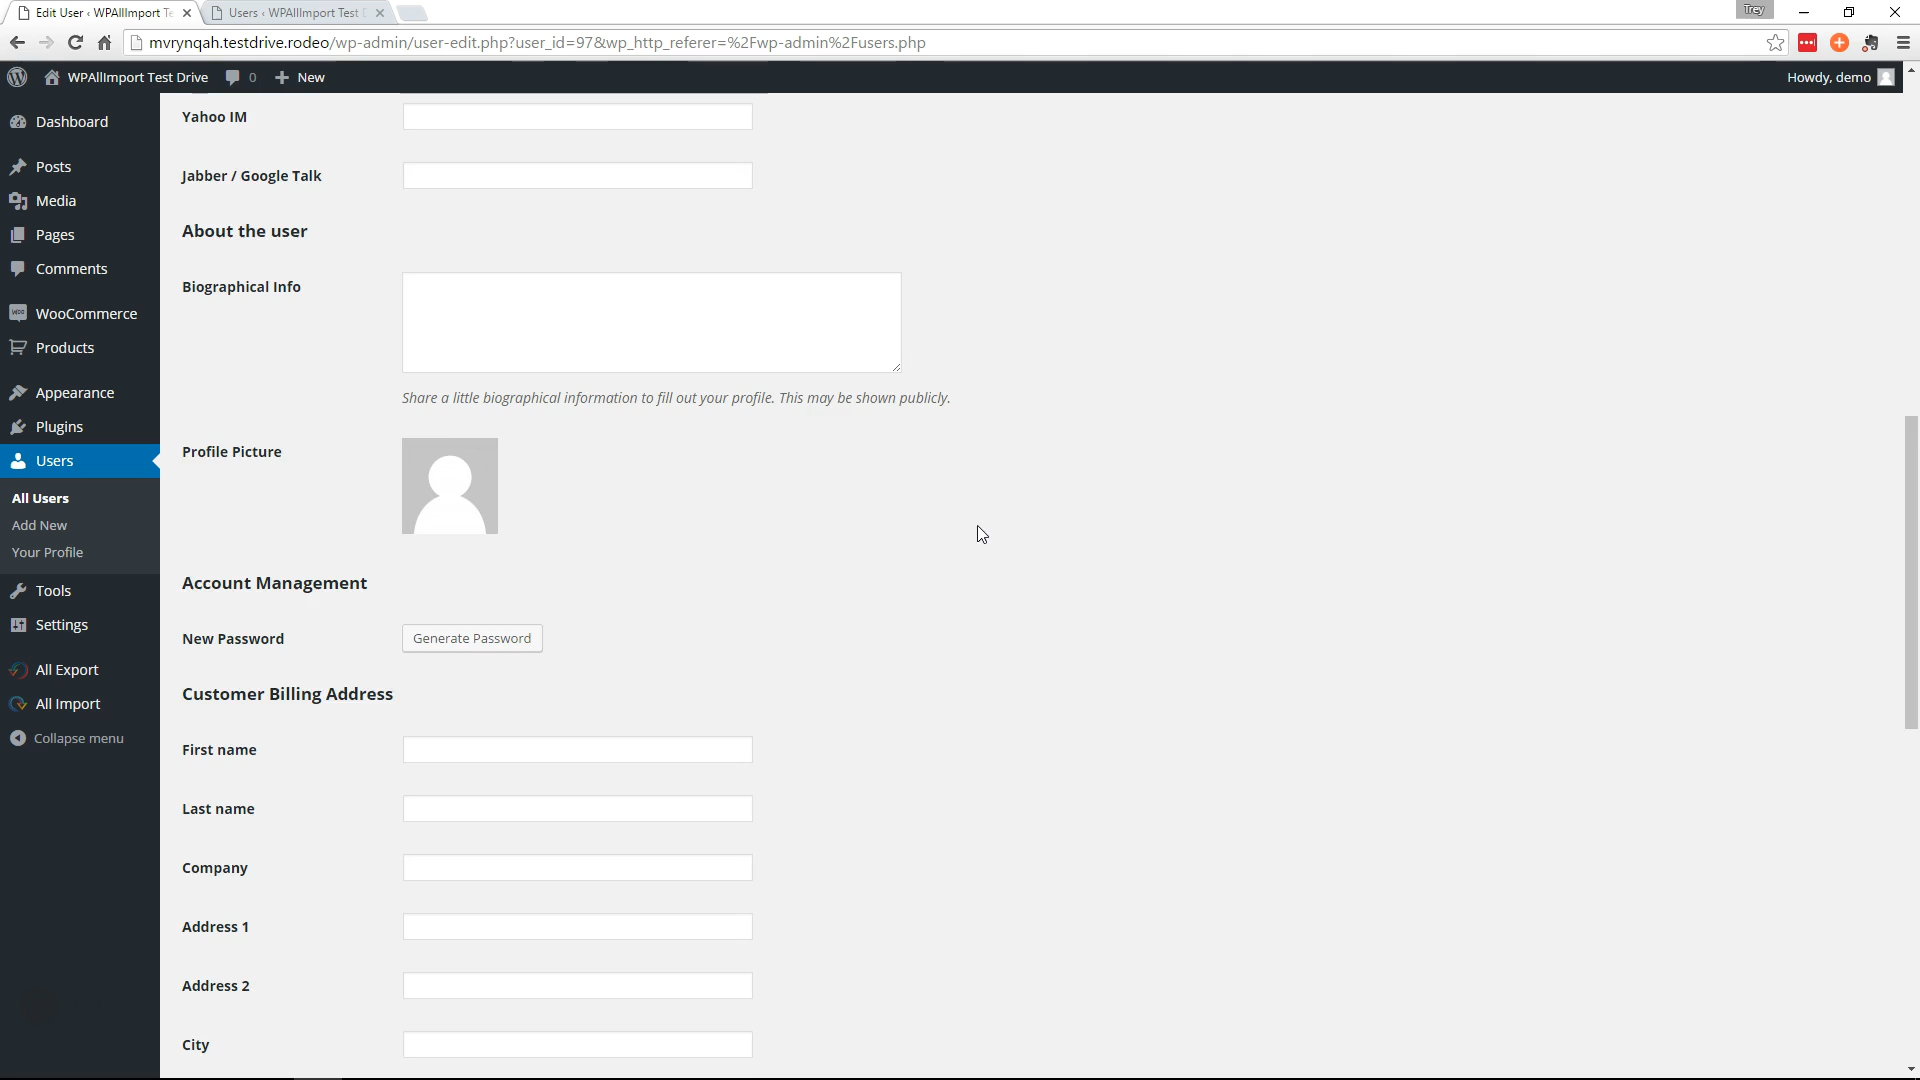 Edit User ‹ WPAllImport Te
Users ‹ WPAllImport Test D
Trey
mvrynqah.testdrive.rodeo/wp-admin/user-edit.php?user_id=97&wp_http_referer=%2Fwp-admin%2Fusers.php
WPAllImport Test Drive
0
New
Howdy, demo
Dashboard
Posts
Media
Pages
Comments
WooCommerce
Products
Appearance
Plugins
Users
All Users
Add New
Your Profile
Tools
Settings
All Export
All Import
Collapse menu
Yahoo IM
Jabber / Google Talk
About the user
Biographical Info
Share a little biographical information to fill out your profile. This may be shown publicly.
Profile Picture
Account Management
New Password
Generate Password
Customer Billing Address
First name
Last name
Company
Address 1
Address 2
City